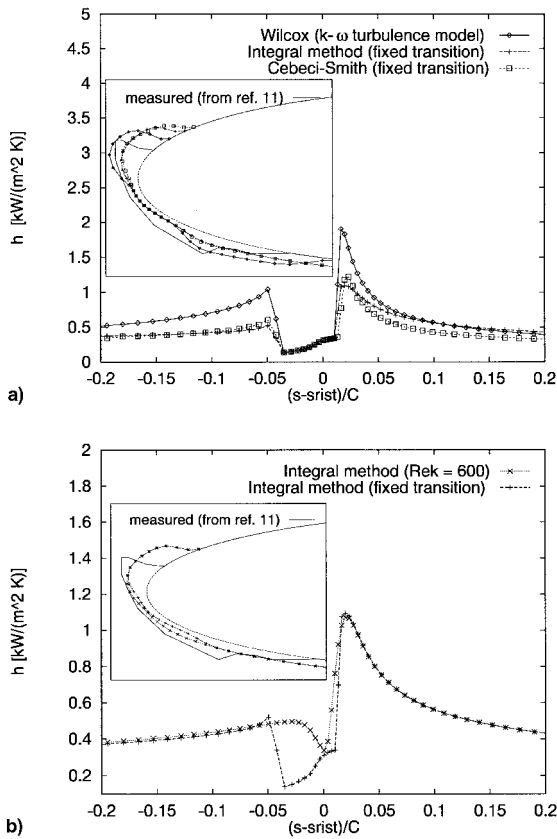 Wilcox (k- ω turbulence model)
Integral method (fixed transition)
Cebeci-Smith (fixed transition)
measured (from ref. 11)
h [kW/(m^2 K)]
5
4.5
4
3.5
3
2.5
2
1.5
1
0.5
0
-0.2 -0.15 -0.1 -0.05 0 0.05 0.1 0.15 0.2
(s-srist)/C
a)
Integral method (Rek = 600)
Integral method (fixed transition)
measured (from ref. 11)
h [kW/(m^2 K)]
2
1.8
1.6
1.4
1.2
1
0.8
0.6
0.4
0.2
-0.2 -0.15 -0.1 -0.05 0 0.05 0.1 0.15 0.2
(s-srist)/C
b)